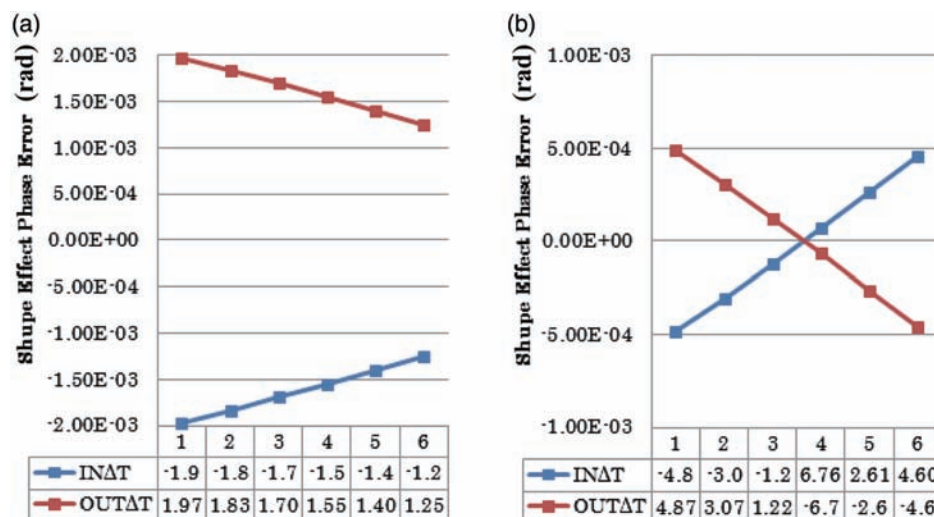 (a)
Shupe Effect Phase Error (rad)
2.00E-03
1.50E-03
1.00E-03
5.00E-04
0.00E+00
-5.00E-04
-1.00E-03
-1.50E-03
-2.00E-03
1 2 3 4 5 6
INΔT -1.9 -1.8 -1.7 -1.5 -1.4 -1.2
OUTΔT 1.97 1.83 1.70 1.55 1.40 1.25
(b)
Shupe Effect Phase Error (rad)
1.00E-03
5.00E-04
0.00E+00
-5.00E-04
-1.00E-03
1 2 3 4 5 6
INΔT -4.8 -3.0 -1.2 6.76 2.61 4.60
OUTΔT 4.87 3.07 1.22 -6.7 -2.6 -4.6